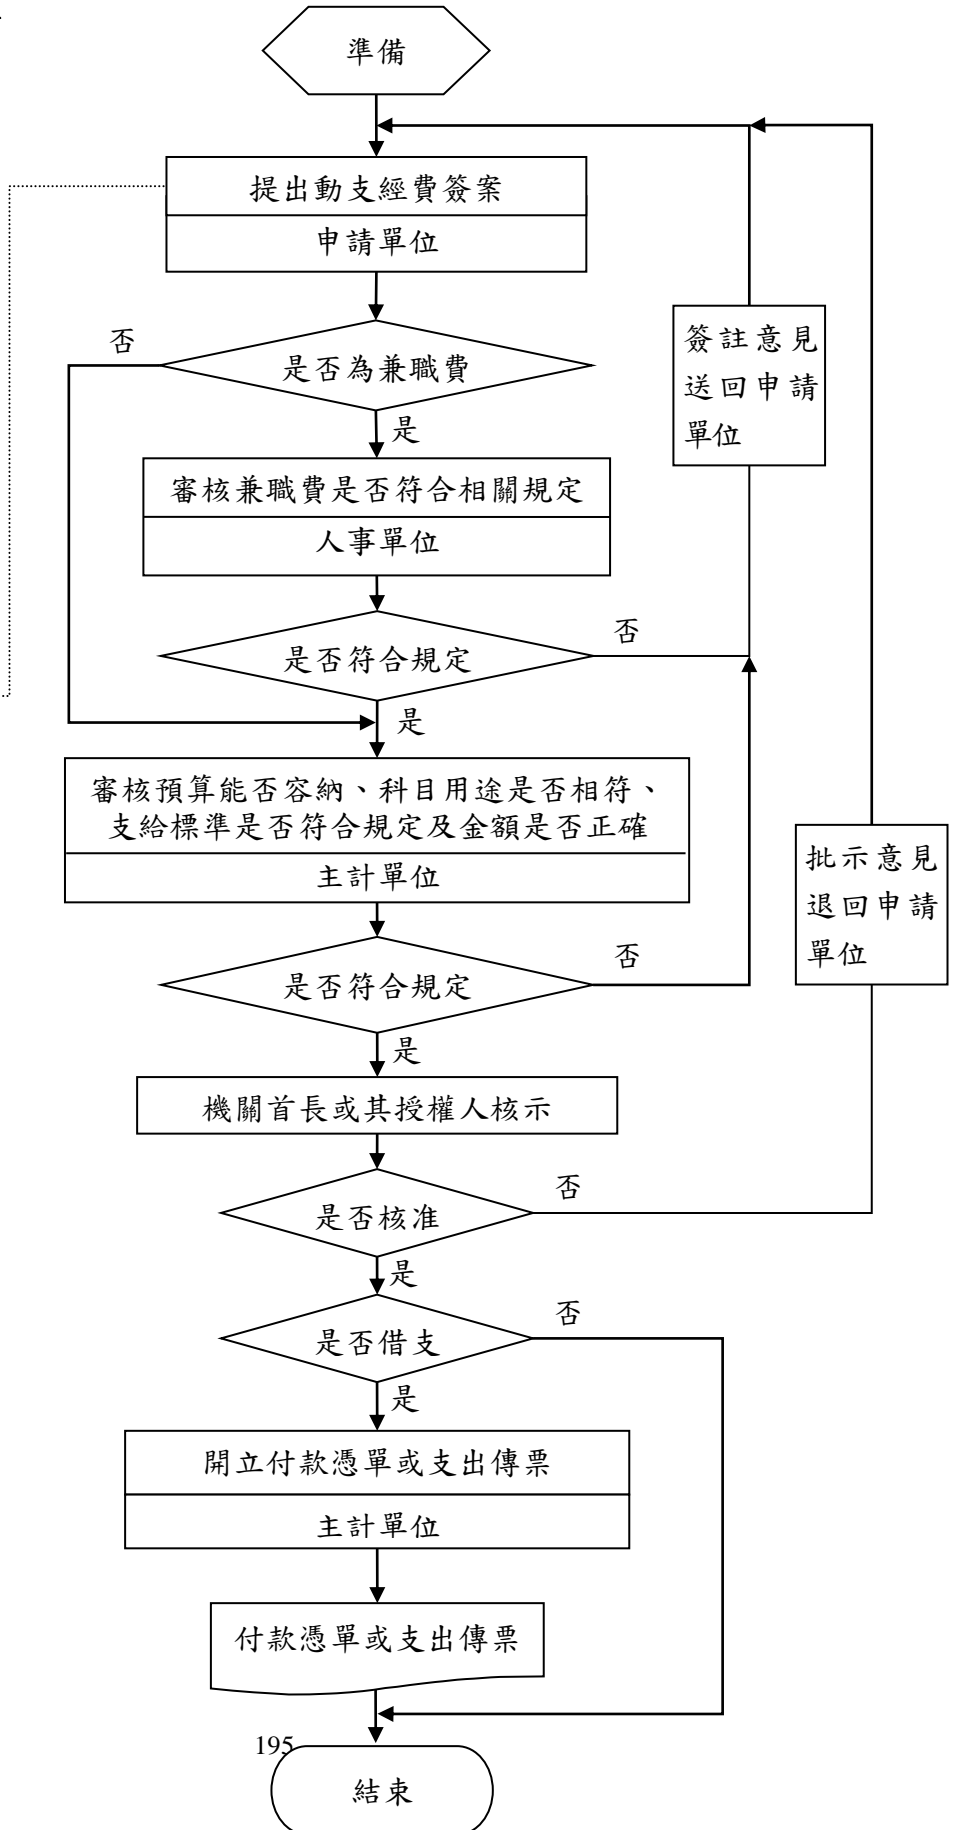 準備
提出動支經費簽案
申請單位
否
是否為兼職費
簽註意見
送回申請
單位
是
審核兼職費是否符合相關規定
人事單位
是否符合規定
否
是
審核預算能否容納、科目用途是否相符、
支給標準是否符合規定及金額是否正確
主計單位
批示意見
退回申請
單位
是否符合規定
否
是
機關首長或其授權人核示
是否核准
否
是
是否借支
否
是
開立付款憑單或支出傳票
主計單位
付款憑單或支出傳票
195
結束